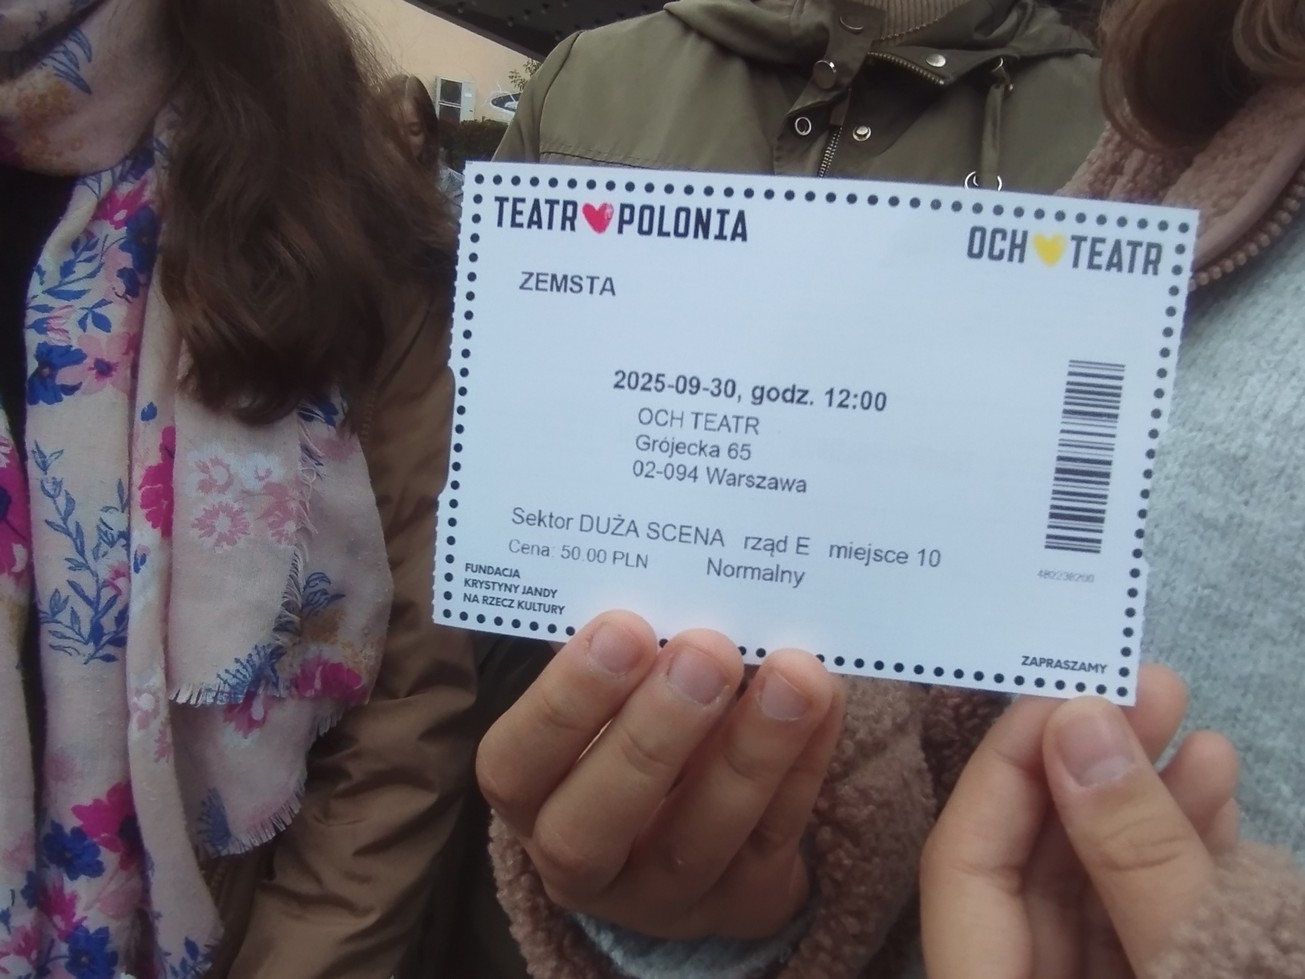 TEATR POLONIA
OCH TEATR
ZEMSTA
2025-09-30, godz. 12:00
OCH TEATR
Grójecka 65
02-094 Warszawa
Sektor DUŻA SCENA rząd E miejsce 10
Cena: 50.00 PLN Normalny
FUNDACJA
KRYSTYNY JANDY
NA RZECZ KULTURY
ZAPRASZAMY